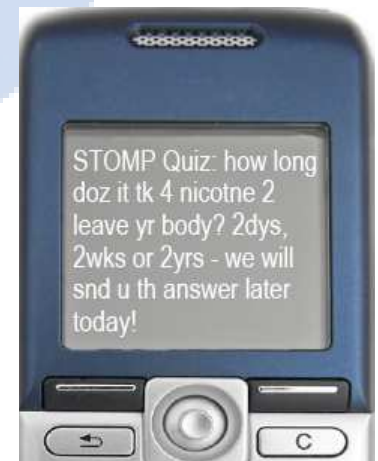 STOMP Quiz: how long
doz it tk 4 nicotne 2
leave yr body? 2dys,
2wks or 2yrs - we will
snd u th answer later
today!
C